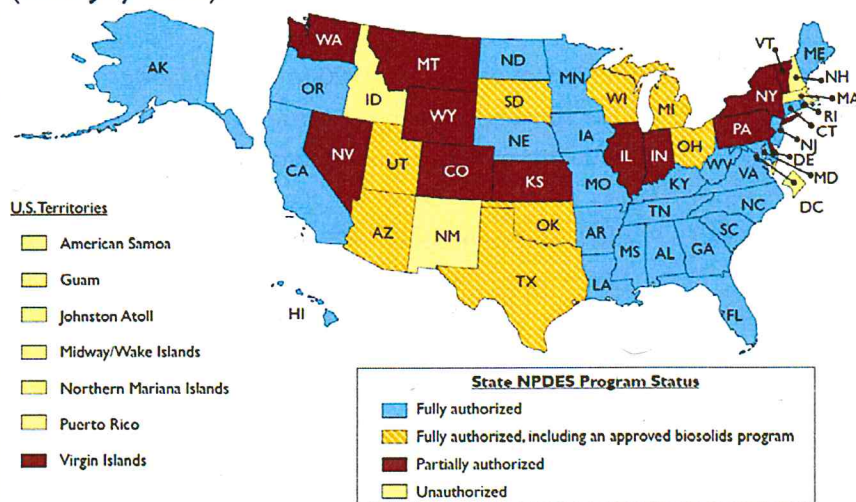 AK
WA
MT
ND
MN
VT
ME
OR
ID
SD
WI
MI
NY
NH
MA
WY
RI
CT
NV
UT
NE
IA
IL
IN
OH
PA
NJ
DE
MD
CA
CO
KS
MO
KY
WV
VA
DC
AZ
NM
OK
AR
TN
NC
SC
TX
LA
MS
AL
GA
FL
HI
U.S. Territories
American Samoa
Guam
Johnston Atoll
Midway/Wake Islands
Northern Mariana Islands
Puerto Rico
Virgin Islands
State NPDES Program Status
Fully authorized
Fully authorized, including an approved biosolids program
Partially authorized
Unauthorized